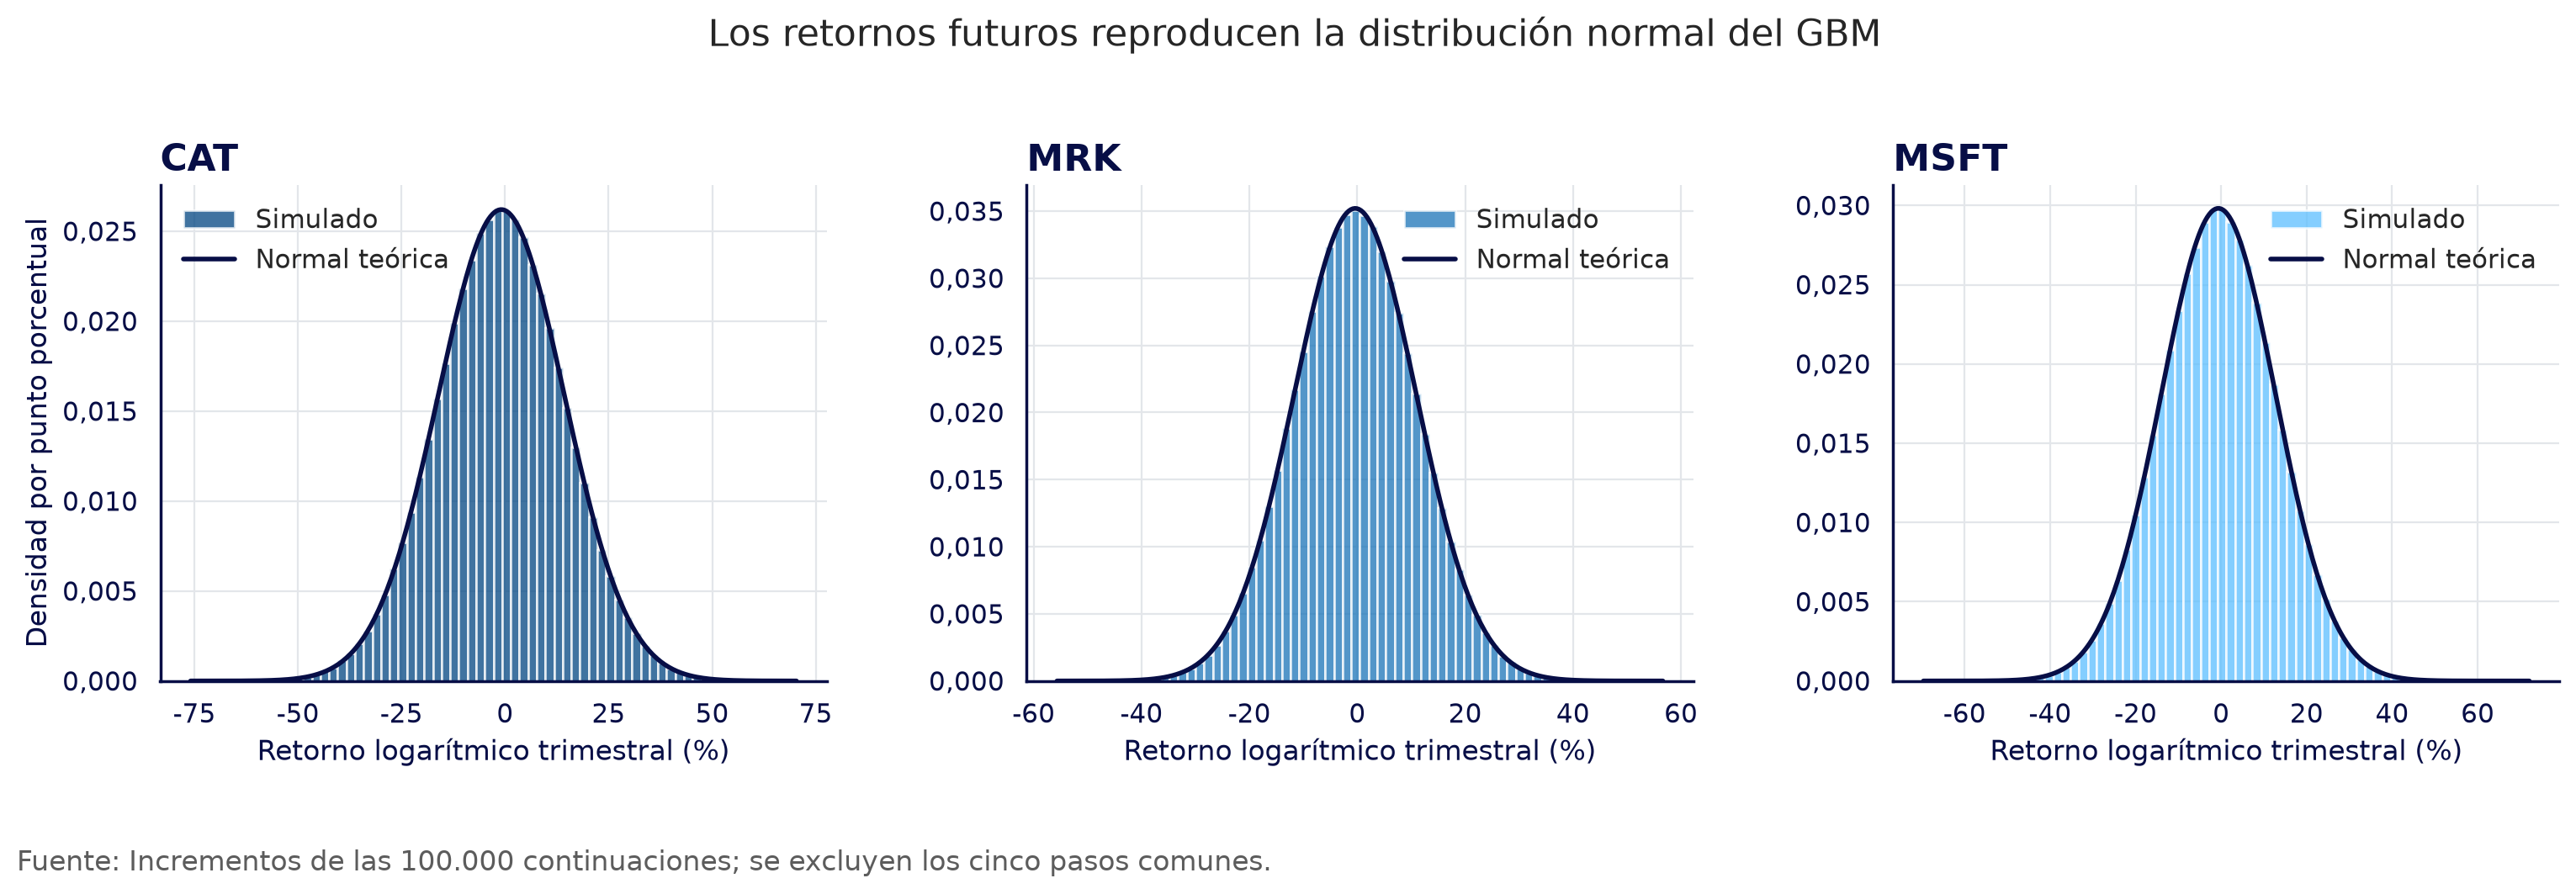 Los retornos futuros reproducen la distribución normal del GBM
CAT
Simulado
Normal teórica
Densidad por punto porcentual
0,025
0,020
0,015
0,010
0,005
0,000
-75 -50 -25 0 25 50 75
Retorno logarítmico trimestral (%)
MRK
Simulado
Normal teórica
0,035
0,030
0,025
0,020
0,015
0,010
0,005
0,000
-60 -40 -20 0 20 40 60
Retorno logarítmico trimestral (%)
MSFT
Simulado
Normal teórica
0,030
0,025
0,020
0,015
0,010
0,005
0,000
-60 -40 -20 0 20 40 60
Retorno logarítmico trimestral (%)
Fuente: Incrementos de las 100.000 continuaciones; se excluyen los cinco pasos comunes.